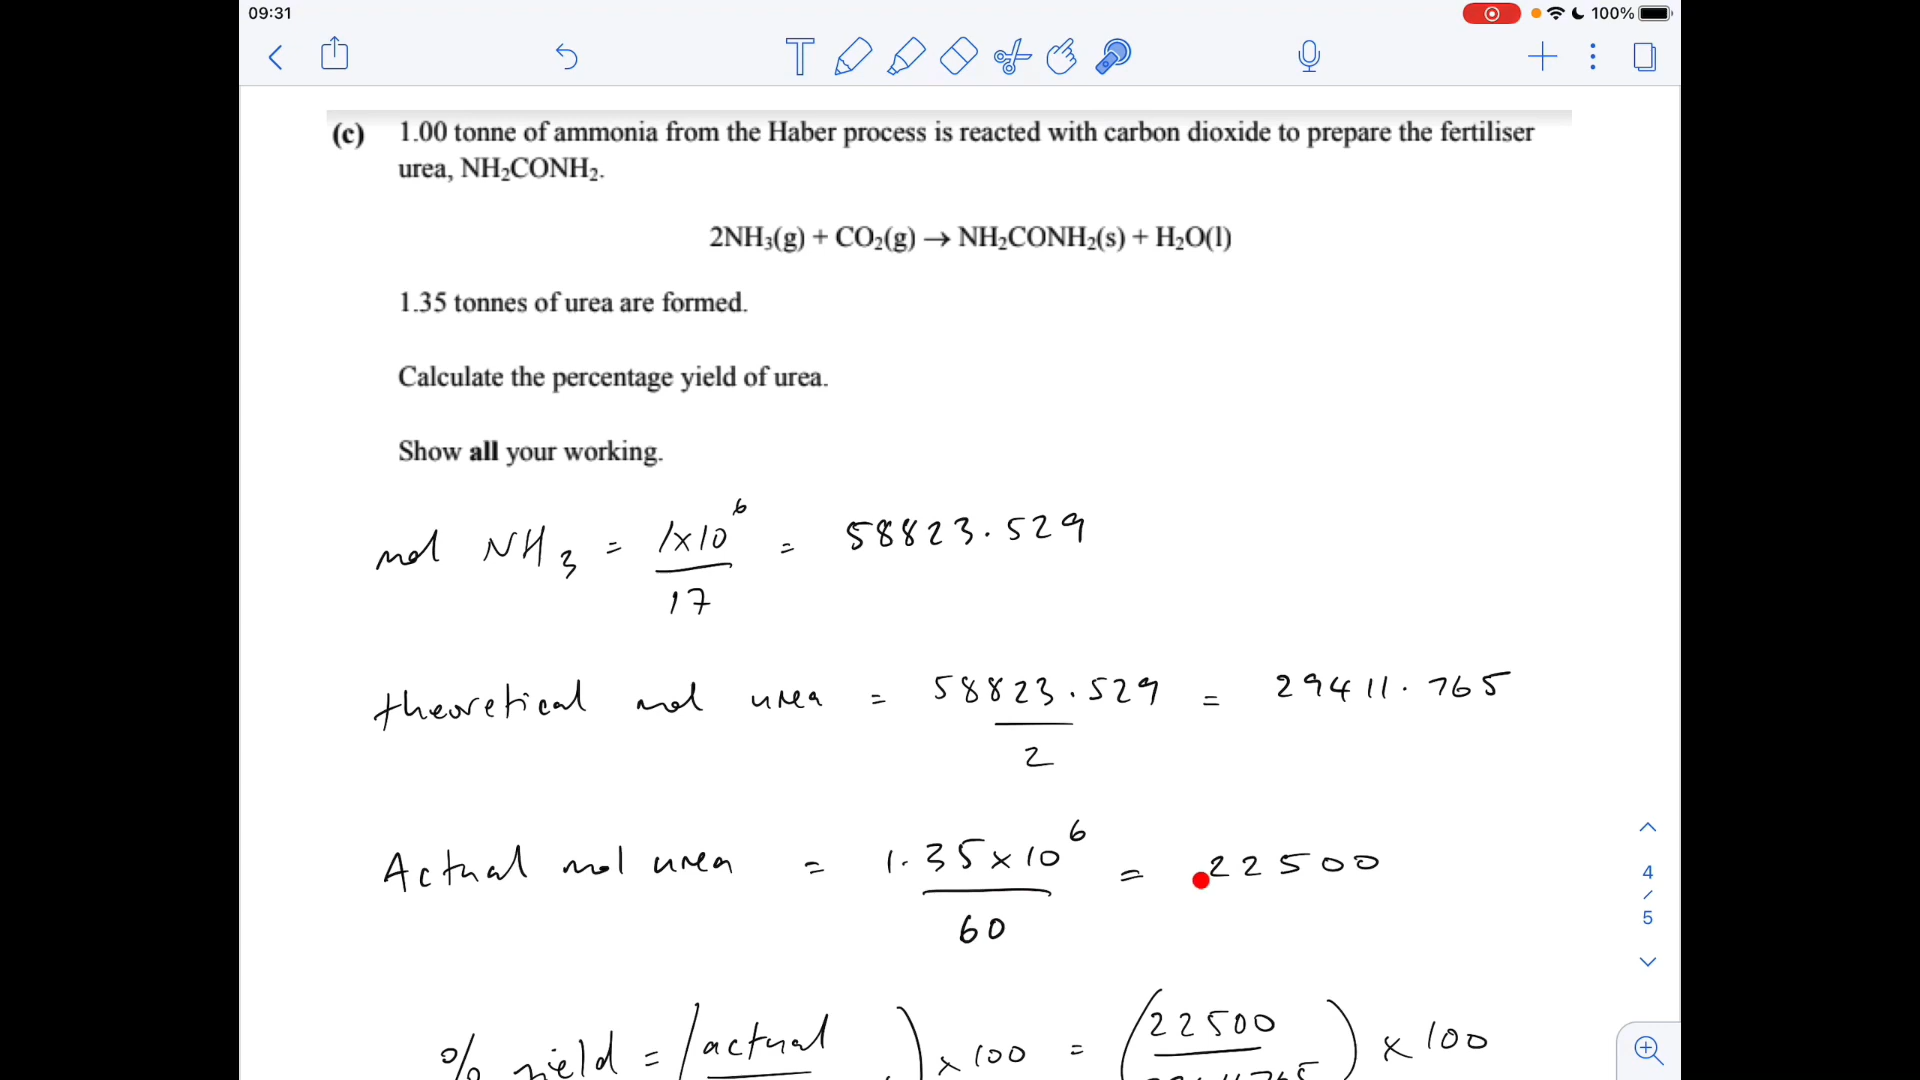 09:31
100%
T
(c) 1.00 tonne of ammonia from the Haber process is reacted with carbon dioxide to prepare the fertiliser
urea, NH₂CONH₂.
2NH₃(g) + CO₂(g) → NH₂CONH₂(s) + H₂O(l)
1.35 tonnes of urea are formed.
Calculate the percentage yield of urea.
Show all your working.
mol NH₃ = 1x10⁶ / 17 = 58823.529
theoretical mol urea = 58823.529 / 2 = 29411.765
Actual mol urea = 1.35 x 10⁶ / 60 = 22500
4
/
5
% yield = (actual ) x 100 = (22500 ) x 100